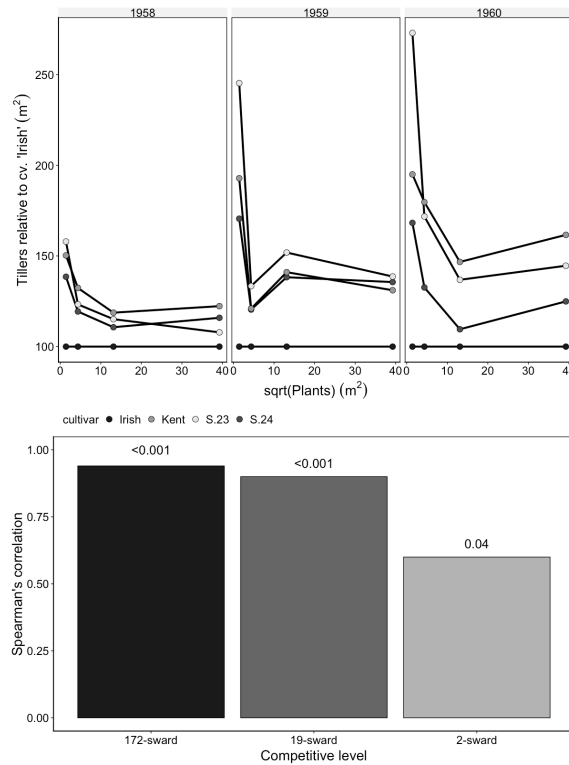 1958 1959 1960
250
200
150
100
Tillers relative to cv. 'Irish' (m²)
0 10 20 30 40 0 10 20 30 40 0 10 20 30 40
sqrt(Plants) (m²)
cultivar Irish Kent S.23 S.24
1.00
0.75
0.50
0.25
0.00
Spearman's correlation
<0.001 <0.001 0.04
172-sward 19-sward 2-sward
Competitive level